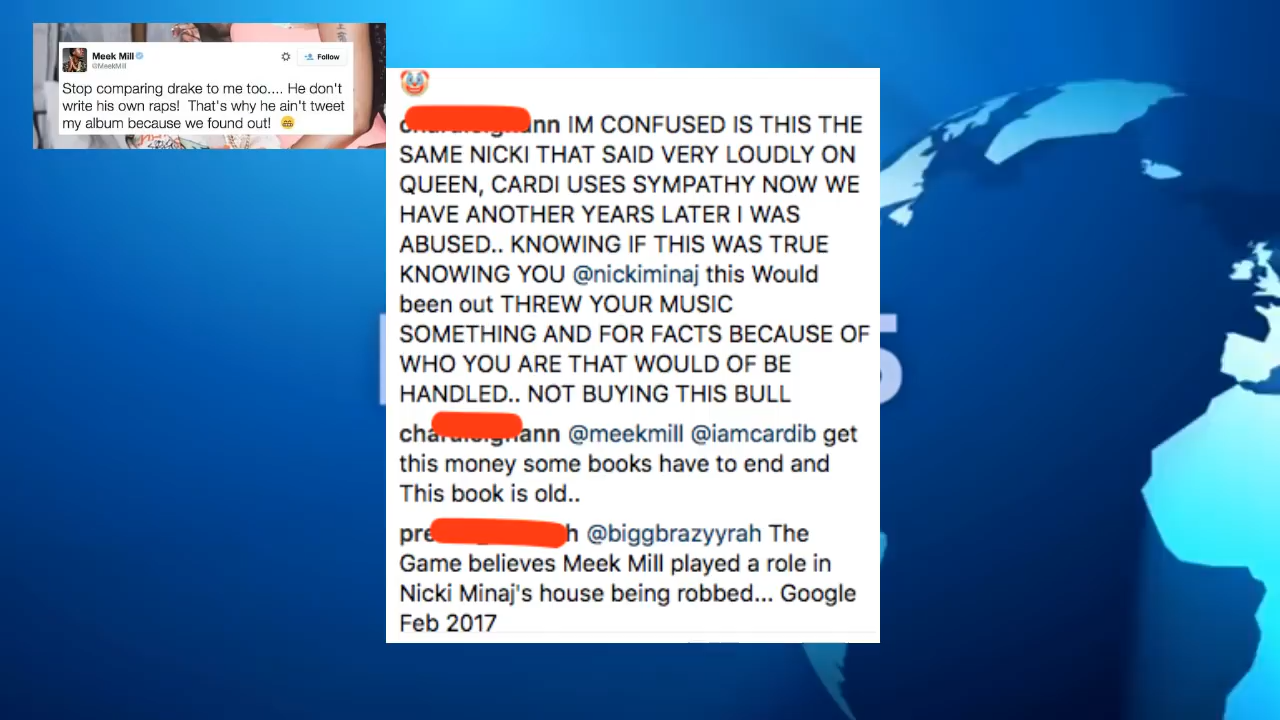 Meek Mill
@MeekMill
Follow
Stop comparing drake to me too.... He don't
write his own raps! That's why he ain't tweet
my album because we found out!
IM CONFUSED IS THIS THE
SAME NICKI THAT SAID VERY LOUDLY ON
QUEEN, CARDI USES SYMPATHY NOW WE
HAVE ANOTHER YEARS LATER I WAS
ABUSED.. KNOWING IF THIS WAS TRUE
KNOWING YOU @nickiminaj this Would
been out THREW YOUR MUSIC
SOMETHING AND FOR FACTS BECAUSE OF
WHO YOU ARE THAT WOULD OF BE
HANDLED.. NOT BUYING THIS BULL
@meekmill @iamcardib get
this money some books have to end and
This book is old..
@biggbrazyyrah The
Game believes Meek Mill played a role in
Nicki Minaj's house being robbed... Google
Feb 2017